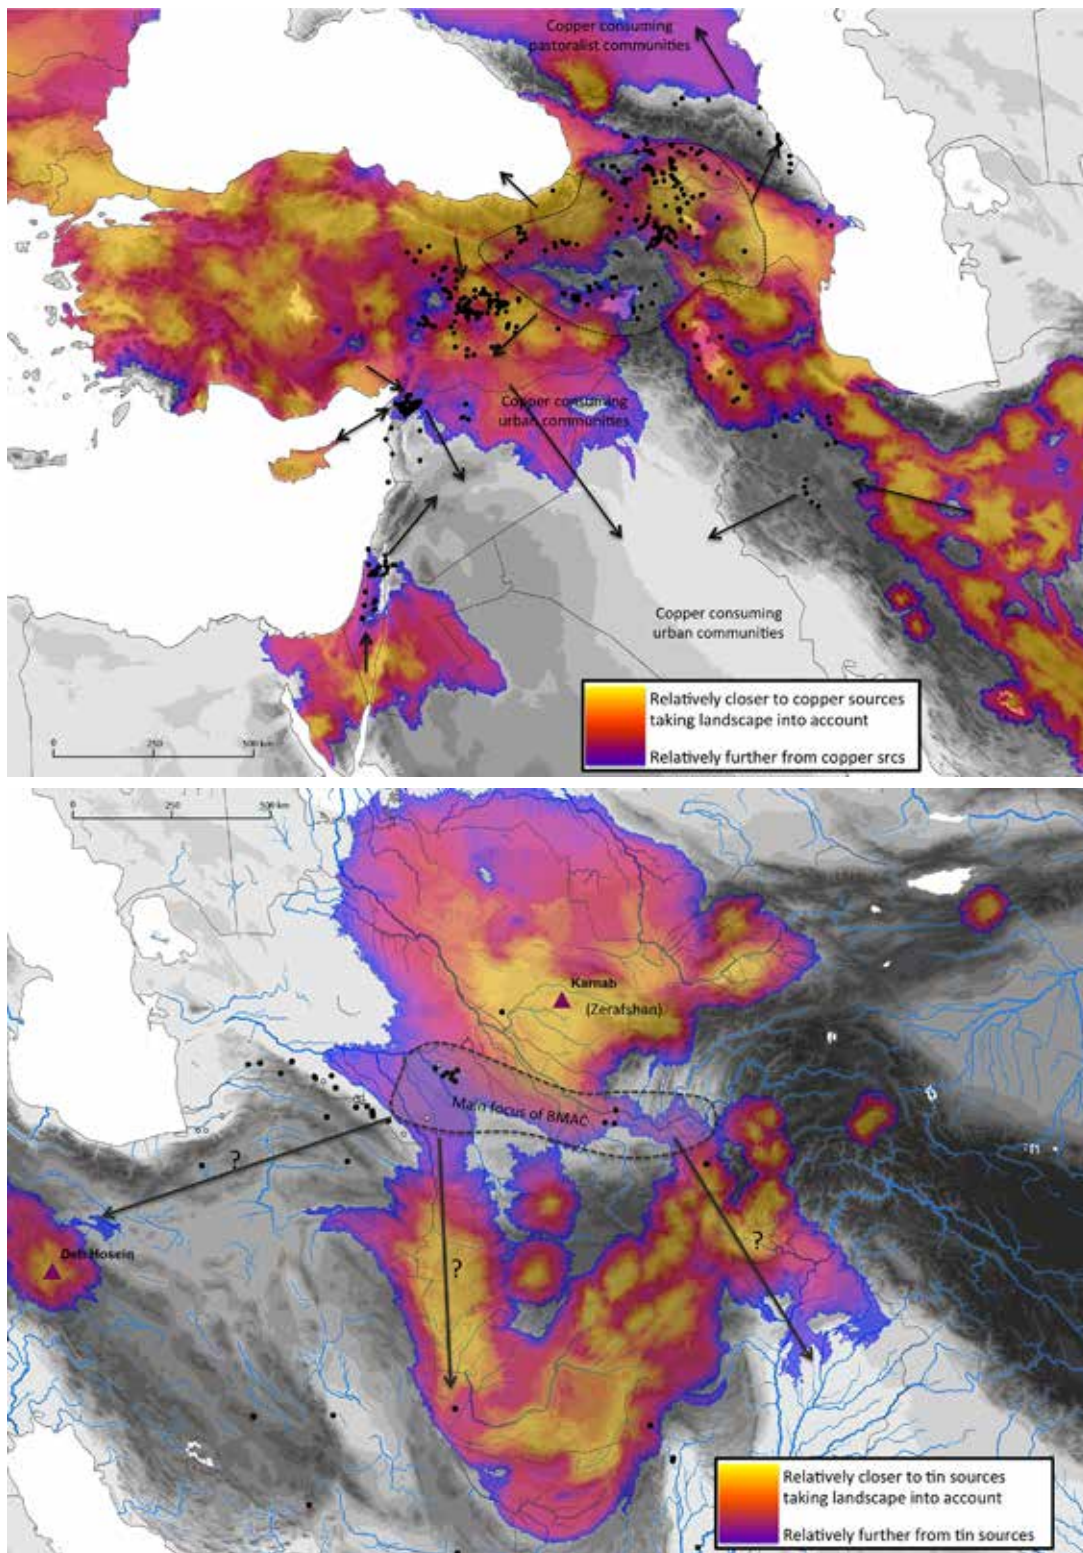 Copper consuming
pastoralist communities
Copper consuming
urban communities
Copper consuming
urban communities
Relatively closer to copper sources
taking landscape into account
Relatively further from copper srcs
0 250 500 km
0 250 500 km
Karnab
(Zerafshan)
Main focus of BMAC
?
Deh Hosein
?
?
Relatively closer to tin sources
taking landscape into account
Relatively further from tin sources